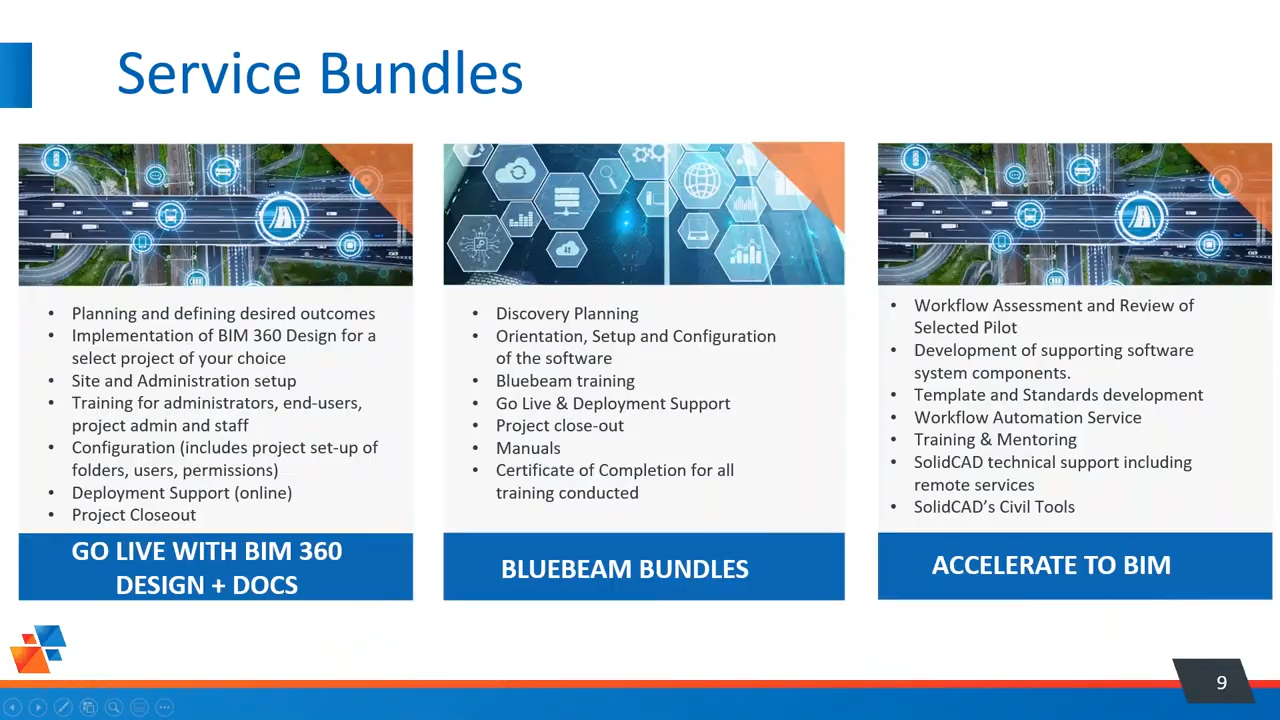 Service Bundles
• Planning and defining desired outcomes
• Implementation of BIM 360 Design for a
select project of your choice
• Site and Administration setup
• Training for administrators, end-users,
project admin and staff
• Configuration (includes project set-up of
folders, users, permissions)
• Deployment Support (online)
• Project Closeout
GO LIVE WITH BIM 360
DESIGN + DOCS
• Discovery Planning
• Orientation, Setup and Configuration
of the software
• Bluebeam training
• Go Live & Deployment Support
• Project close-out
• Manuals
• Certificate of Completion for all
training conducted
BLUEBEAM BUNDLES
• Workflow Assessment and Review of
Selected Pilot
• Development of supporting software
system components.
• Template and Standards development
• Workflow Automation Service
• Training & Mentoring
• SolidCAD technical support including
remote services
• SolidCAD’s Civil Tools
ACCELERATE TO BIM
9